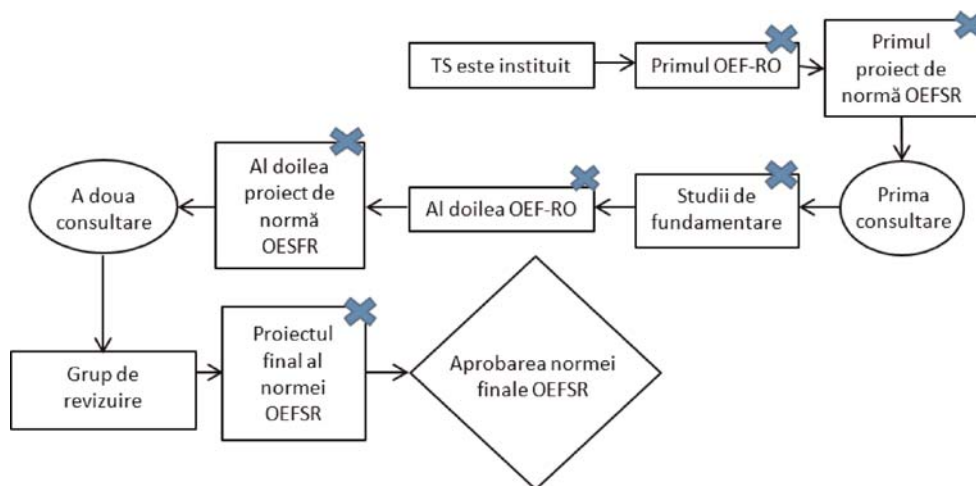 TS este instituit
Primul OEF-RO
Primul
proiect de
normă OEFSR
Prima
consultare
Studii de
fundamentare
Al doilea OEF-RO
Al doilea
proiect de
normă
OESFR
A doua
consultare
Grup de
revizuire
Proiectul
final al
normei
OEFSR
Aprobarea normei
finale OEFSR